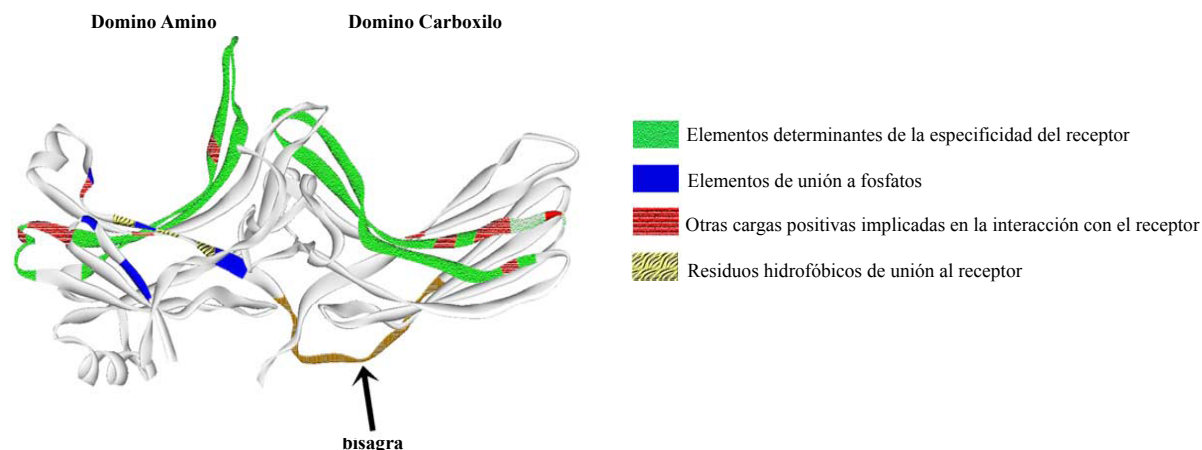 Domino Amino
Domino Carboxilo
Elementos determinantes de la especificidad del receptor
Elementos de unión a fosfatos
Otras cargas positivas implicadas en la interacción con el receptor
Residuos hidrofóbicos de unión al receptor
bisagra